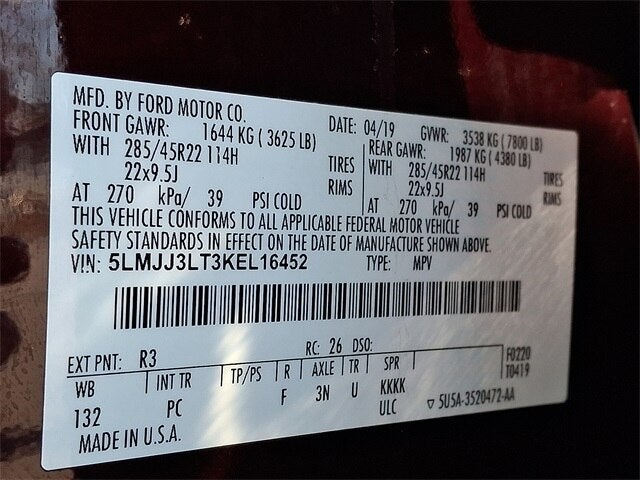 MFD. BY FORD MOTOR CO. DATE: 04/19 GVWR: 3538 KG ( 7800 LB)
FRONT GAWR: 1644 KG ( 3625 LB) REAR GAWR: 1987 KG ( 4380 LB)
WITH 285/45R22 114H TIRES WITH 285/45R22 114H TIRES
22x9.5J RIMS 22x9.5J RIMS
AT 270 kPa/ 39 PSI COLD AT 270 kPa/ 39 PSI COLD
THIS VEHICLE CONFORMS TO ALL APPLICABLE FEDERAL MOTOR VEHICLE
SAFETY STANDARDS IN EFFECT ON THE DATE OF MANUFACTURE SHOWN ABOVE.
VIN: 5LMJJ3LT3KEL16452 TYPE: MPV
EXT PNT: R3 RC: 26 DSO: F0220
T0419
WB INT TR TP/PS R AXLE TR SPR
132 PC F 3N U KKKK
ULC ▽ 5U5A-3520472-AA
MADE IN U.S.A.